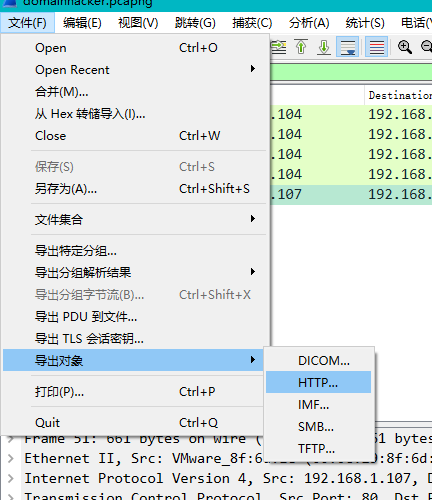 domainhacker.pcapng
文件(F) 编辑(E) 视图(V) 跳转(G) 捕获(C) 分析(A) 统计(S) 电话(
Open Ctrl+O
Open Recent
合并(M)...
从 Hex 转储导入(I)...
Close Ctrl+W
保存(S) Ctrl+S
另存为(A)... Ctrl+Shift+S
文件集合
导出特定分组...
导出分组解析结果
导出分组字节流(B)... Ctrl+Shift+X
导出 PDU 到文件...
导出 TLS 会话密钥...
导出对象
打印(P)... Ctrl+P
Quit Ctrl+Q
DICOM...
HTTP...
IMF...
SMB...
TFTP...
Destination
.104 192.168.
.104 192.168.
.104 192.168.
.104 192.168.
.107 192.168.
Frame 51: 661 bytes on wire ( 61 bytes
Ethernet II, Src: VMware_8f:6 :8f:6d:
Internet Protocol Version 4, Src: 192.168.1.107, D
Transmission Control Protocol, Src Port: 80, Dst P